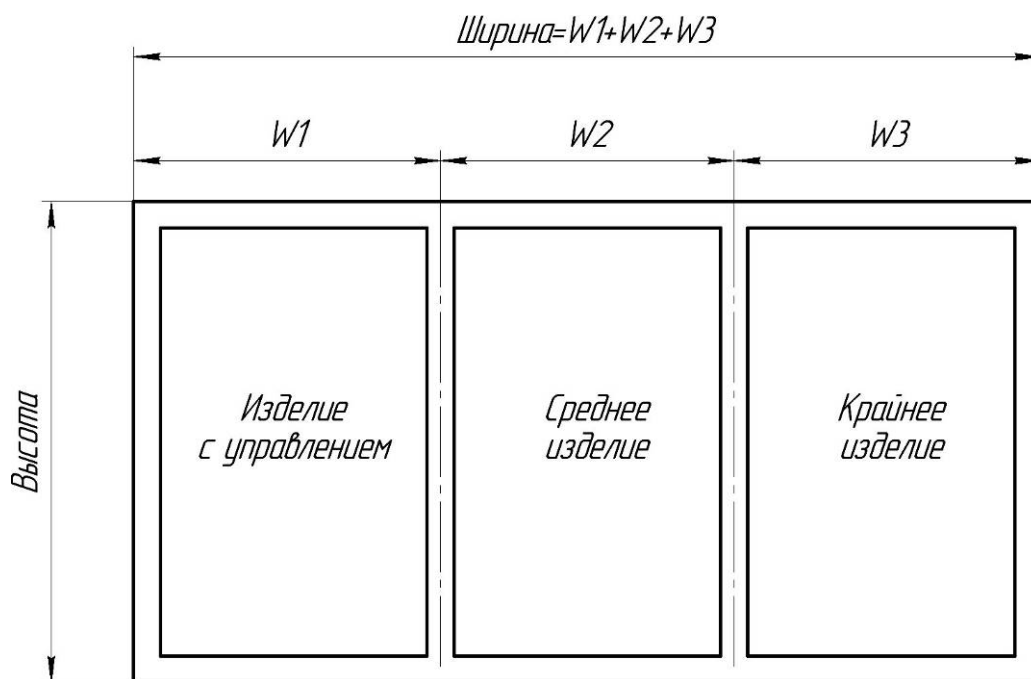 Ширина=W1+W2+W3
W1
W2
W3
Высота
Изделие
с управлением
Среднее
изделие
Крайнее
изделие